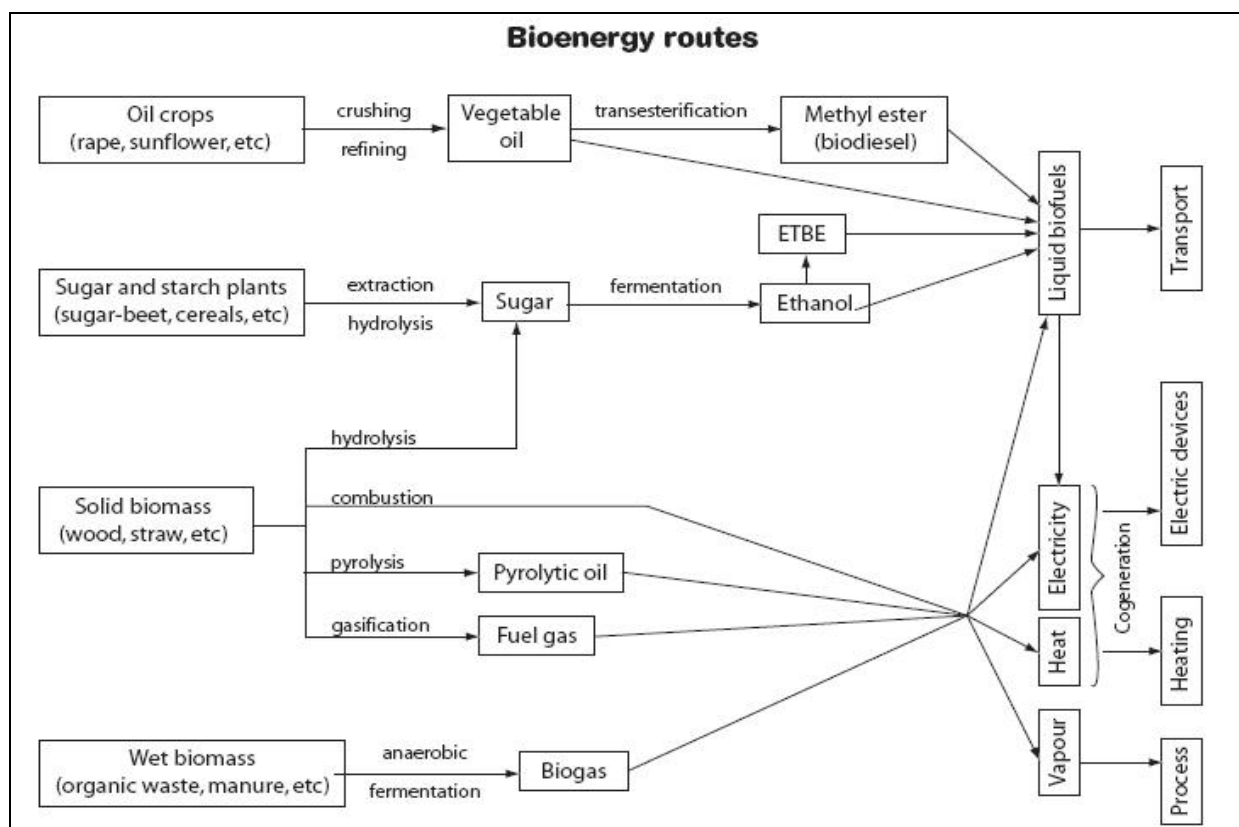 Bioenergy routes
Oil crops
(rape, sunflower, etc)
crushing
refining
Vegetable
oil
transesterification
Methyl ester
(biodiesel)
Liquid biofuels
Transport
ETBE
Sugar and starch plants
(sugar-beet, cereals, etc)
extraction
hydrolysis
Sugar
fermentation
Ethanol
hydrolysis
Solid biomass
(wood, straw, etc)
combustion
pyrolysis
Pyrolytic oil
gasification
Fuel gas
Electricity
Heat
Cogeneration
Electric devices
Heating
Wet biomass
(organic waste, manure, etc)
anaerobic
fermentation
Biogas
Vapour
Process